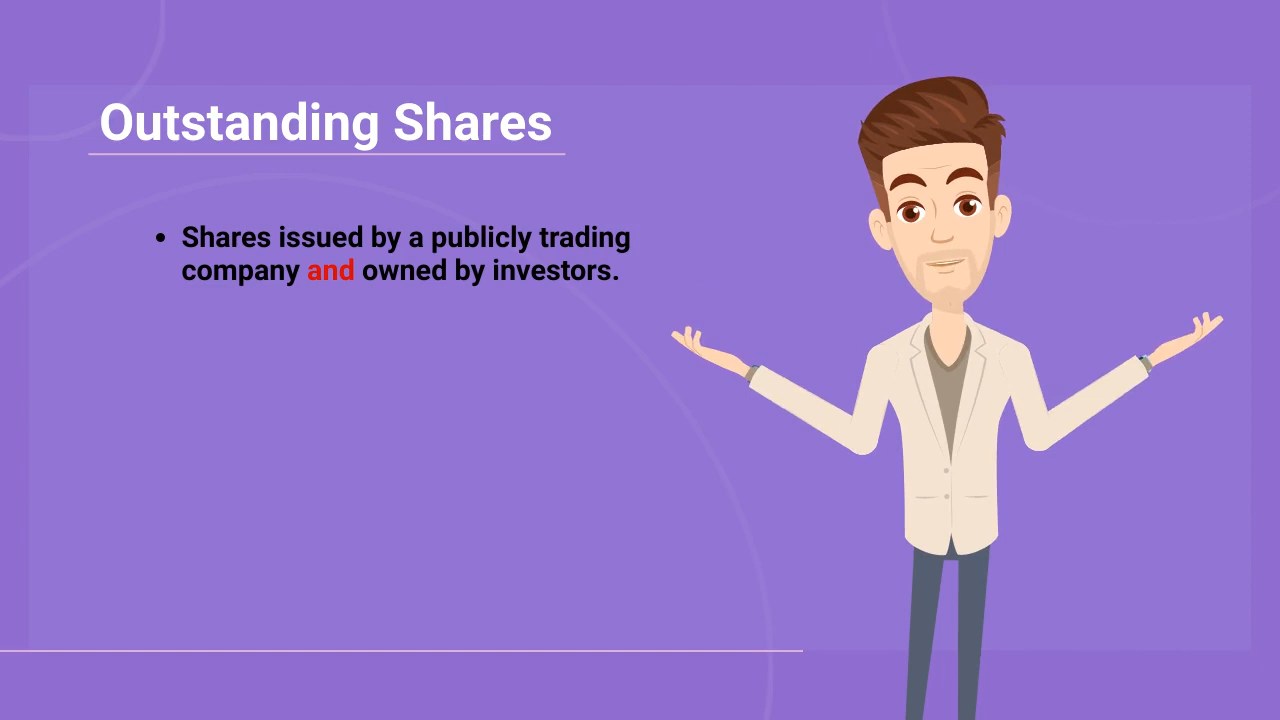 Outstanding Shares
• Shares issued by a publicly trading
company and owned by investors.